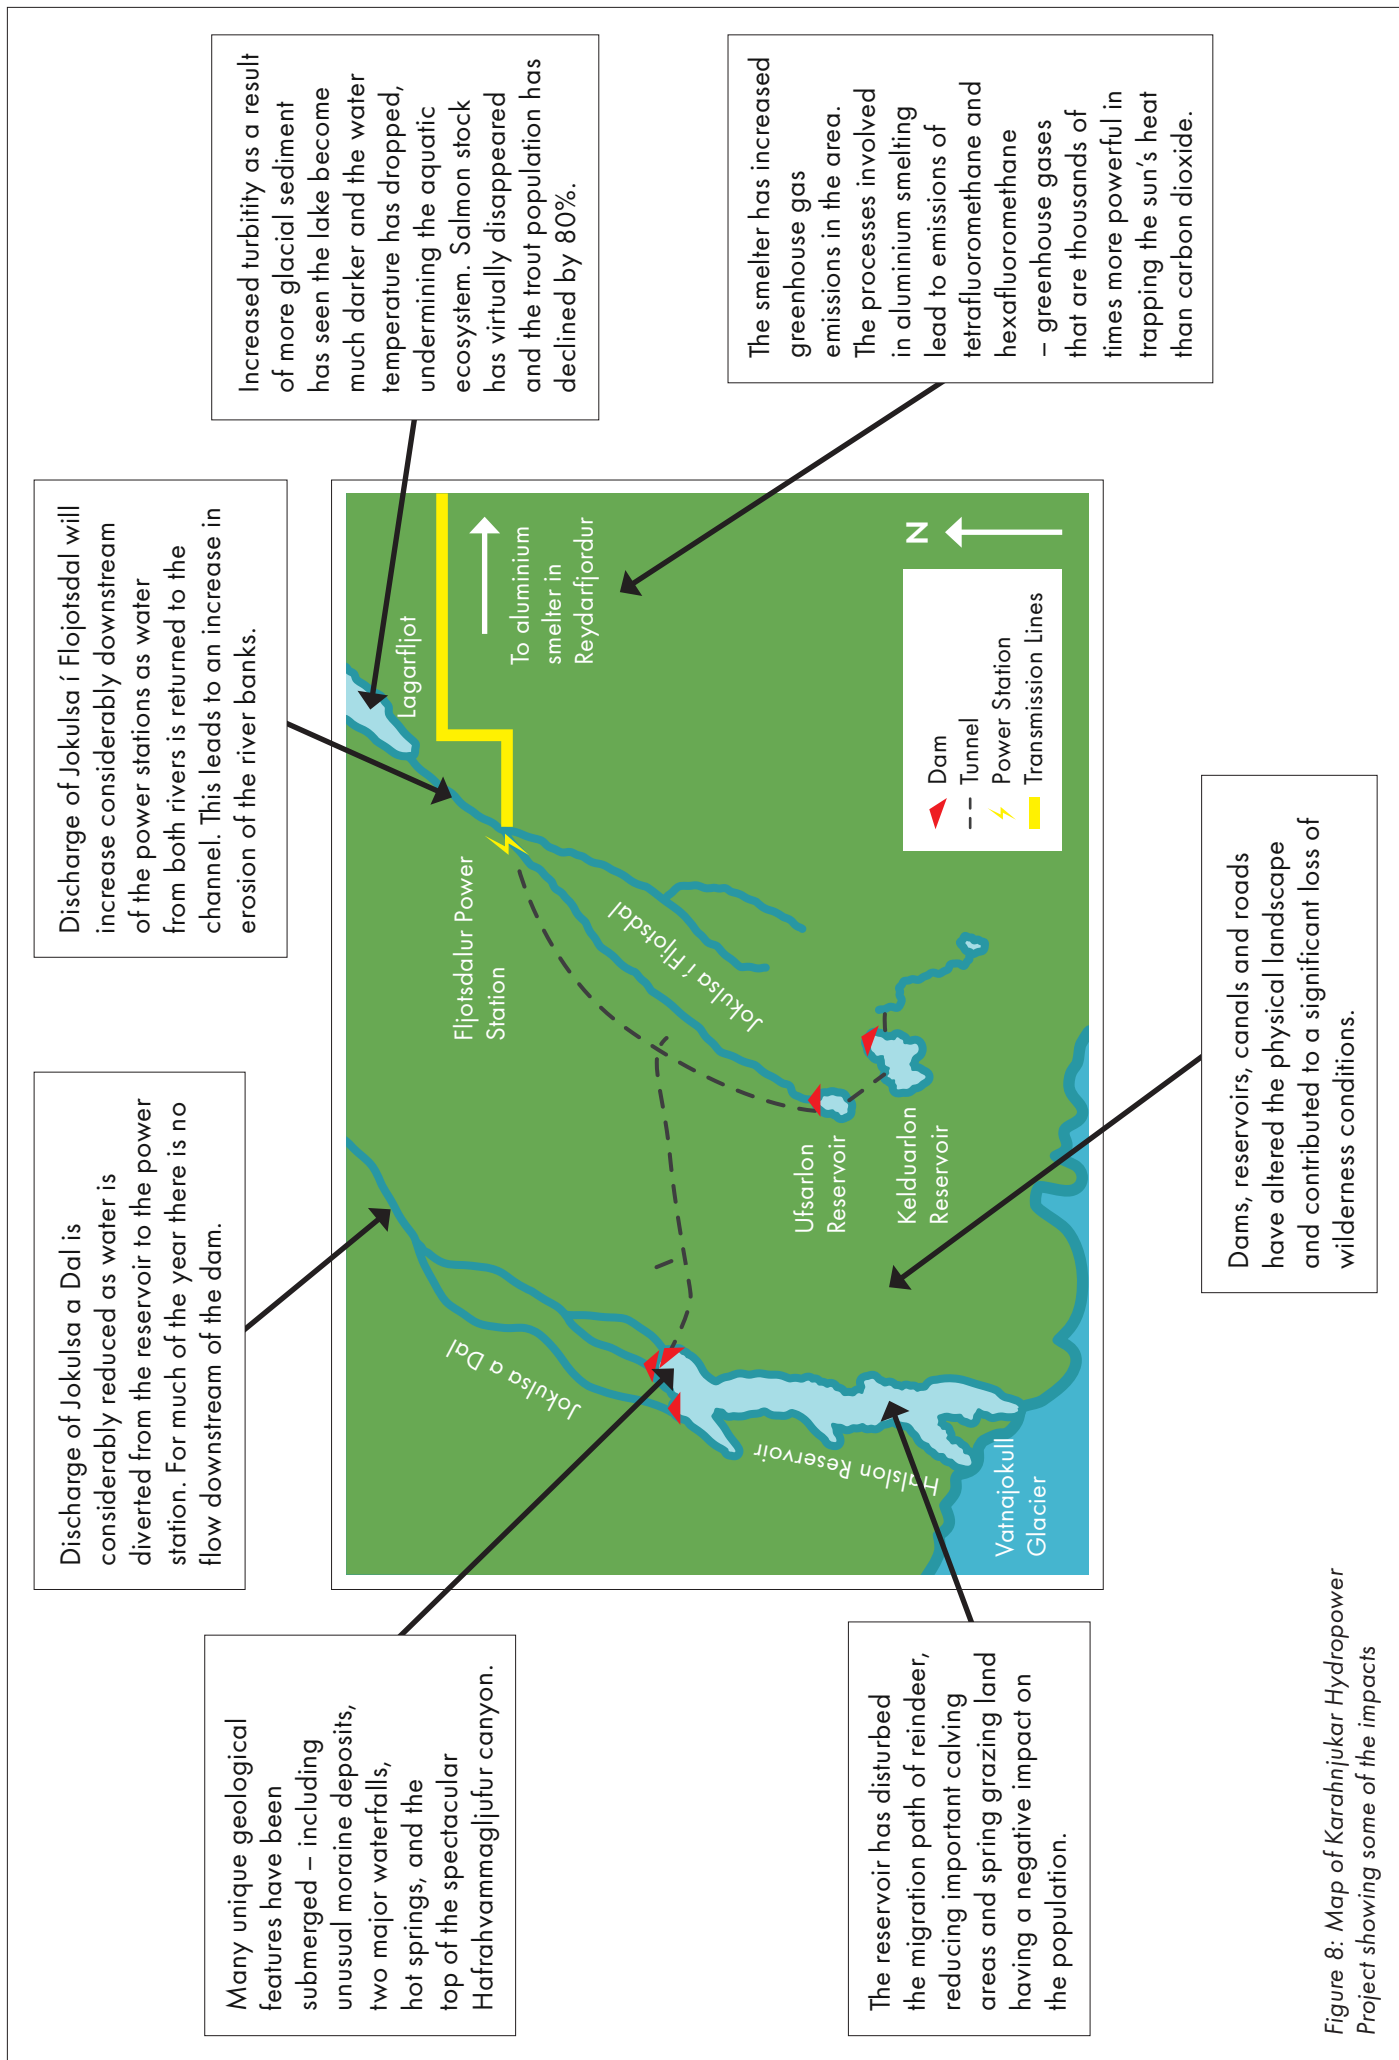 Many unique geological
features have been
submerged – including
unusual moraine deposits,
two major waterfalls,
hot springs, and the
top of the spectacular
Hafrahvammagljufur canyon.
Discharge of Jokulsa a Dal is
considerably reduced as water is
diverted from the reservoir to the power
station. For much of the year there is no
flow downstream of the dam.
Discharge of Jokulsa í Flojotsdal will
increase considerably downstream
of the power stations as water
from both rivers is returned to the
channel. This leads to an increase in
erosion of the river banks.
Increased turbitity as a result
of more glacial sediment
has seen the lake become
much darker and the water
temperature has dropped,
undermining the aquatic
ecosystem. Salmon stock
has virtually disappeared
and the trout population has
declined by 80%.
Lagarfljot
Fljotsdalur Power
Station
To aluminium
smelter in
Reydarfjordur
Jokulsa a Dal
Jokulsa í Fljotsdal
Halslon Reservoir
Ufsarlon
Reservoir
Kelduarlon
Reservoir
Vatnajokull
Glacier
N
Dam
Tunnel
Power Station
Transmission Lines
The reservoir has disturbed
the migration path of reindeer,
reducing important calving
areas and spring grazing land
having a negative impact on
the population.
Dams, reservoirs, canals and roads
have altered the physical landscape
and contributed to a significant loss of
wilderness conditions.
The smelter has increased
greenhouse gas
emissions in the area.
The processes involved
in aluminium smelting
lead to emissions of
tetrafluoromethane and
hexafluoromethane
– greenhouse gases
that are thousands of
times more powerful in
trapping the sun's heat
than carbon dioxide.
Figure 8: Map of Karahnjukar Hydropower
Project showing some of the impacts